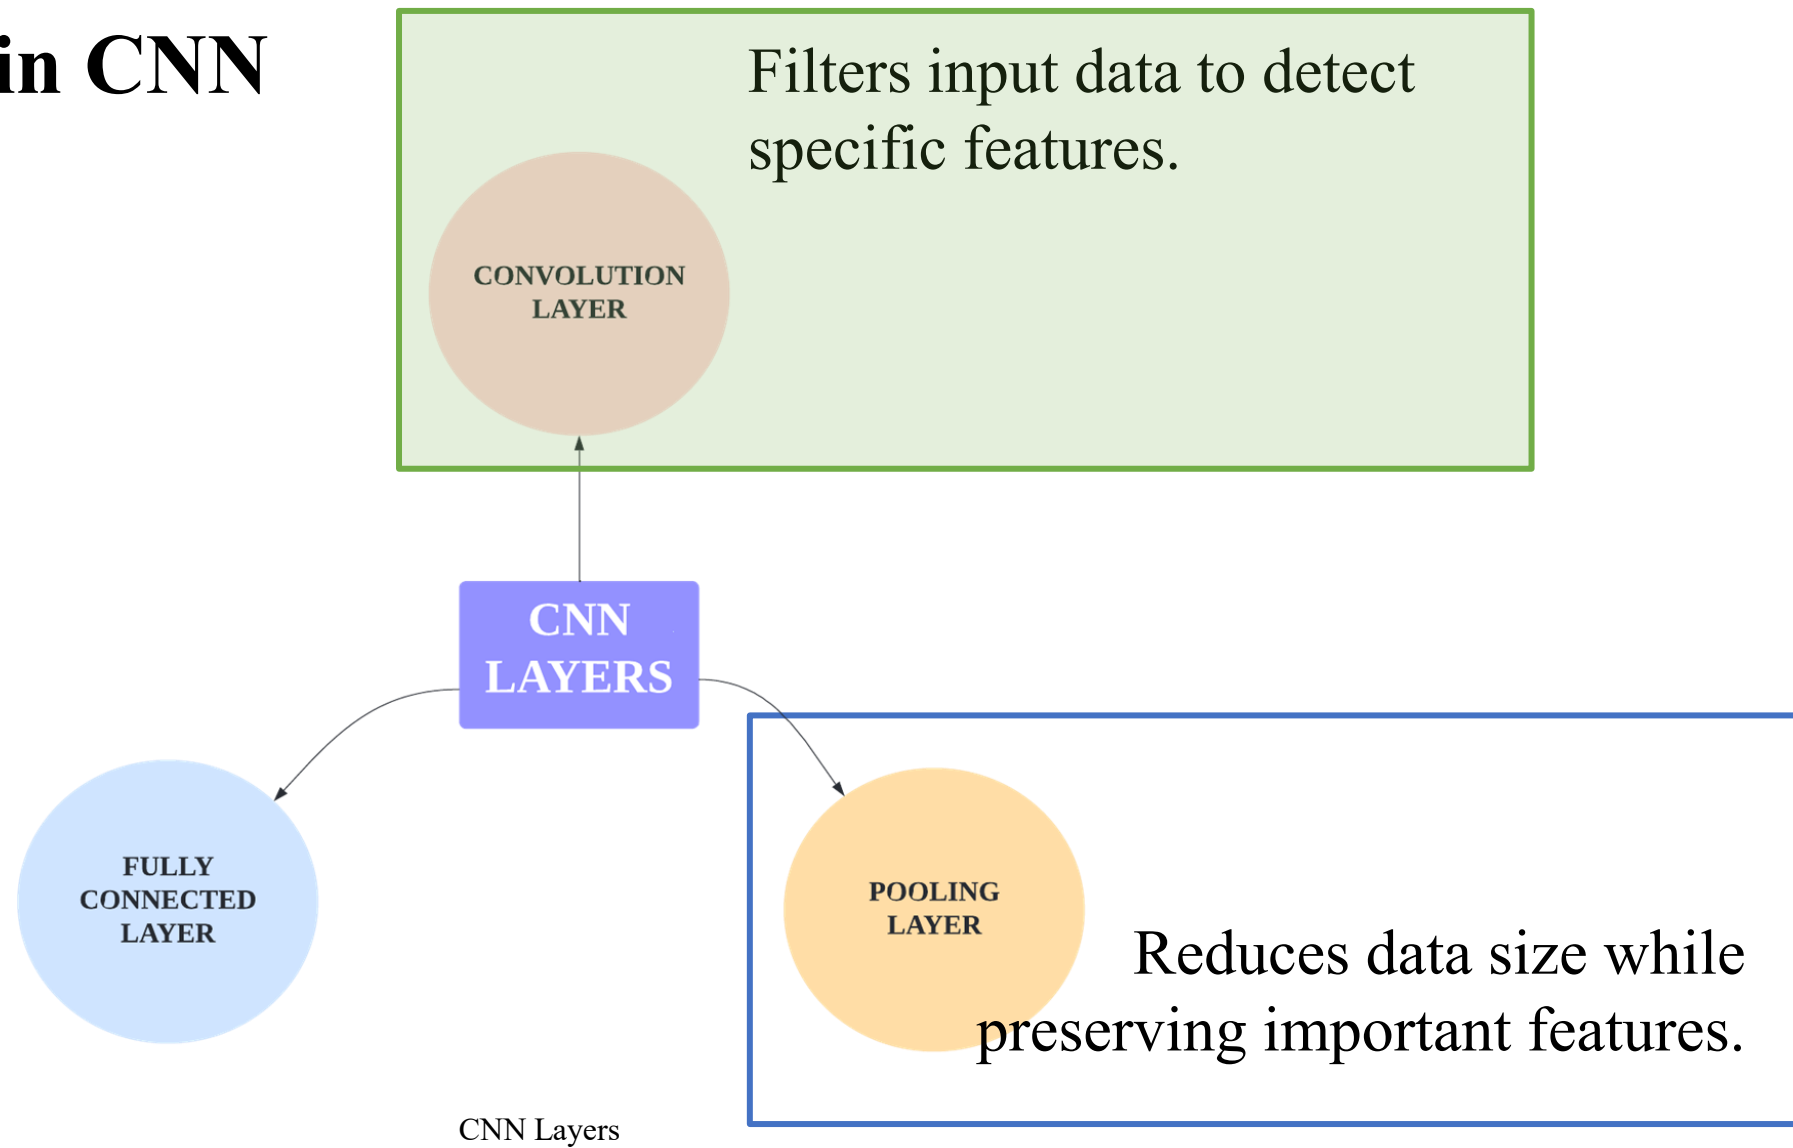 in CNN
Filters input data to detect
specific features.
CONVOLUTION
LAYER
CNN
LAYERS
FULLY
CONNECTED
LAYER
POOLING
LAYER
Reduces data size while
preserving important features.
CNN Layers